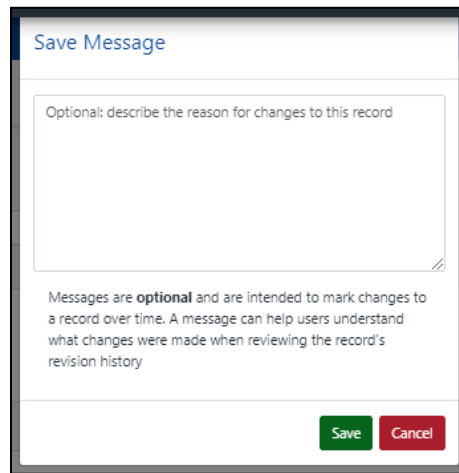 Save Message
Optional: describe the reason for changes to this record
Messages are optional and are intended to mark changes to
a record over time. A message can help users understand
what changes were made when reviewing the record's
revision history
Save Cancel